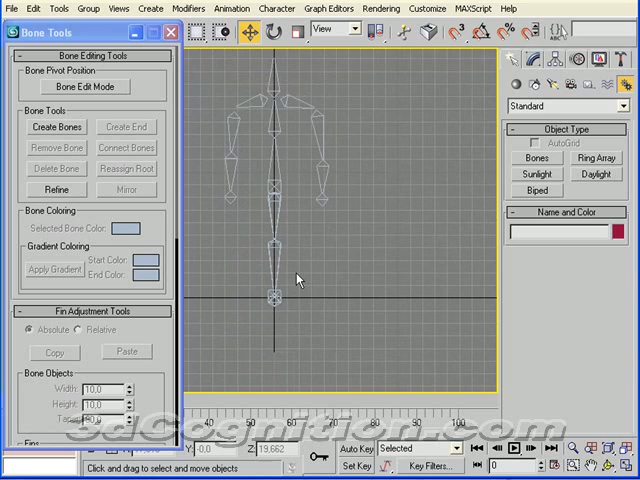 File Edit Tools Group Views Create Modifiers Animation Character Graph Editors Rendering Customize MAXScript Help
Bone Tools
View
Bone Editing Tools
Bone Pivot Position
Bone Edit Mode
Bone Tools
Create Bones Create End
Remove Bone Connect Bones
Delete Bone Reassign Root
Refine Mirror
Bone Coloring
Selected Bone Color:
Gradient Coloring
Apply Gradient Start Color:
End Color:
Fin Adjustment Tools
Absolute Relative
Copy Paste
Bone Objects
Width: 10,0
Height: 10,0
Fins
Standard
Object Type
AutoGrid
Bones Ring Array
Sunlight Daylight
Biped
Name and Color
20 30 40 50 60 70 80 90 100
3dCognition.com
Y: -0,0 Z: 19,662
Auto Key Selected
Set Key Key Filters... 0
Click and drag to select and move objects